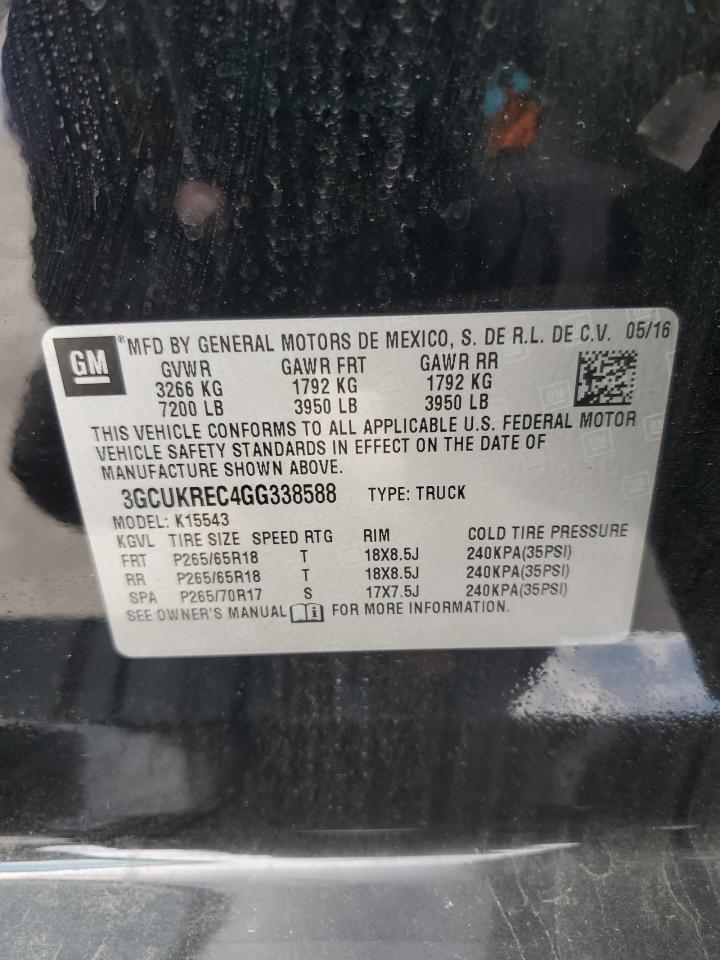 GM ® MFD BY GENERAL MOTORS DE MEXICO, S. DE R.L. DE C.V. 05/16
GVWR GAWR FRT GAWR RR
3266 KG 1792 KG 1792 KG
7200 LB 3950 LB 3950 LB
THIS VEHICLE CONFORMS TO ALL APPLICABLE U.S. FEDERAL MOTOR
VEHICLE SAFETY STANDARDS IN EFFECT ON THE DATE OF
MANUFACTURE SHOWN ABOVE.
3GCUKREC4GG338588 TYPE: TRUCK
MODEL: K15543
KGVL TIRE SIZE SPEED RTG RIM COLD TIRE PRESSURE
FRT P265/65R18 T 18X8.5J 240KPA(35PSI)
RR P265/65R18 T 18X8.5J 240KPA(35PSI)
SPA P265/70R17 S 17X7.5J 240KPA(35PSI)
SEE OWNER'S MANUAL i FOR MORE INFORMATION.